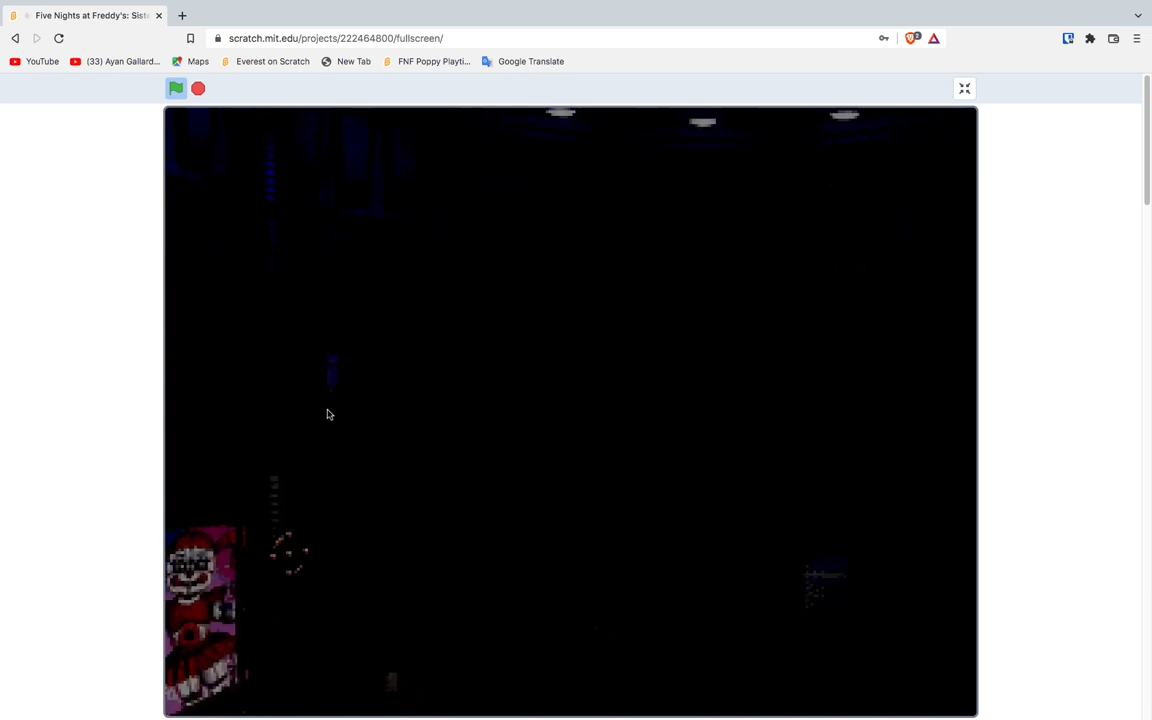 Five Nights at Freddy's: Sist
scratch.mit.edu/projects/222464800/fullscreen/
2
YouTube
(33) Ayan Gallard...
Maps
Everest on Scratch
New Tab
FNF Poppy Playti...
Google Translate